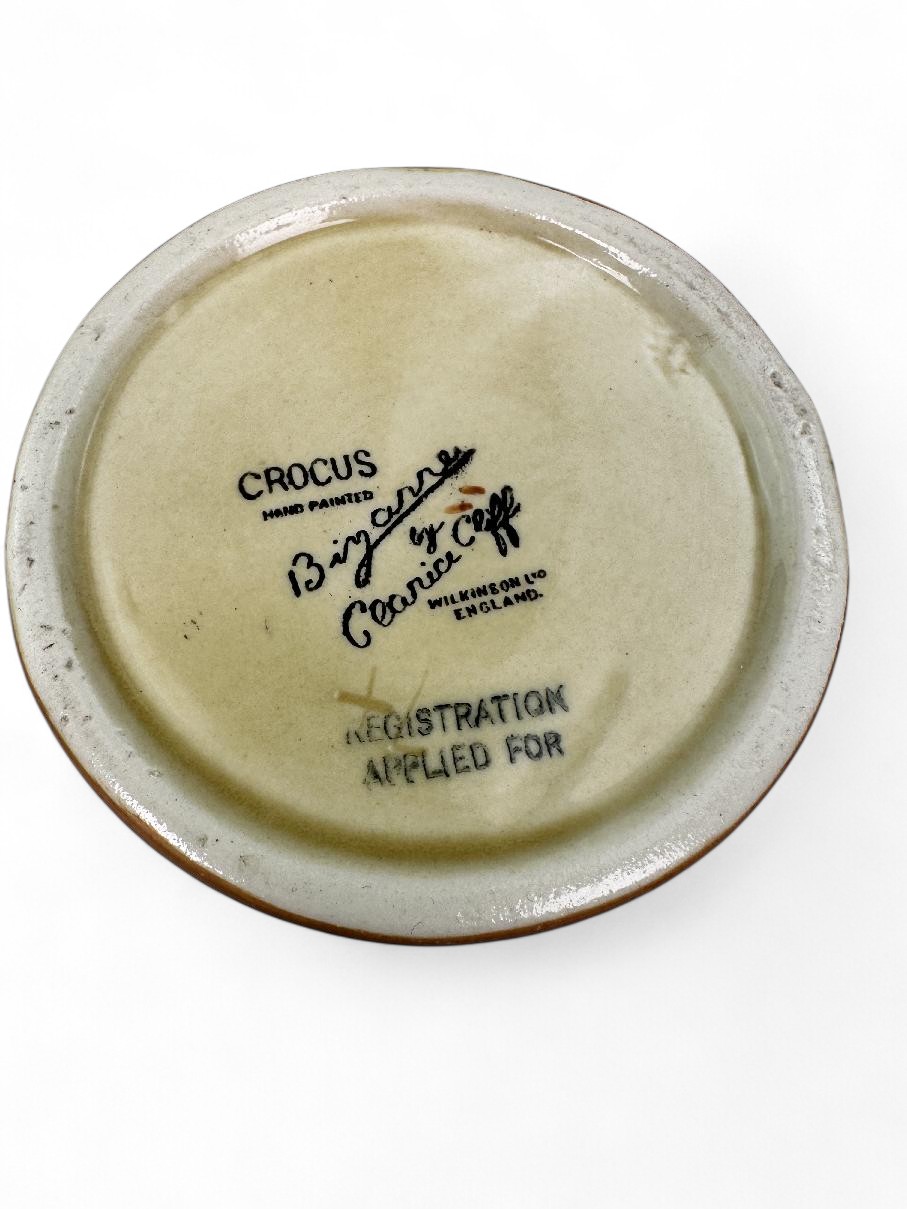 CROCUS
HAND PAINTED
Bizarre
by
Clarice Cliff
WILKINSON LTD
ENGLAND.
REGISTRATION
APPLIED FOR